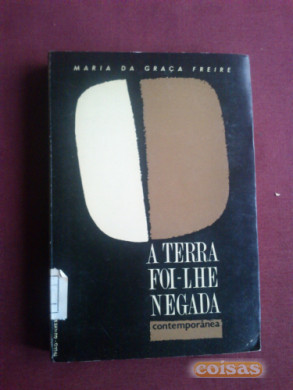 MARIA DA GRAÇA FREIRE
A TERRA
FOI-LHE
NEGADA
contemporânea
coisas